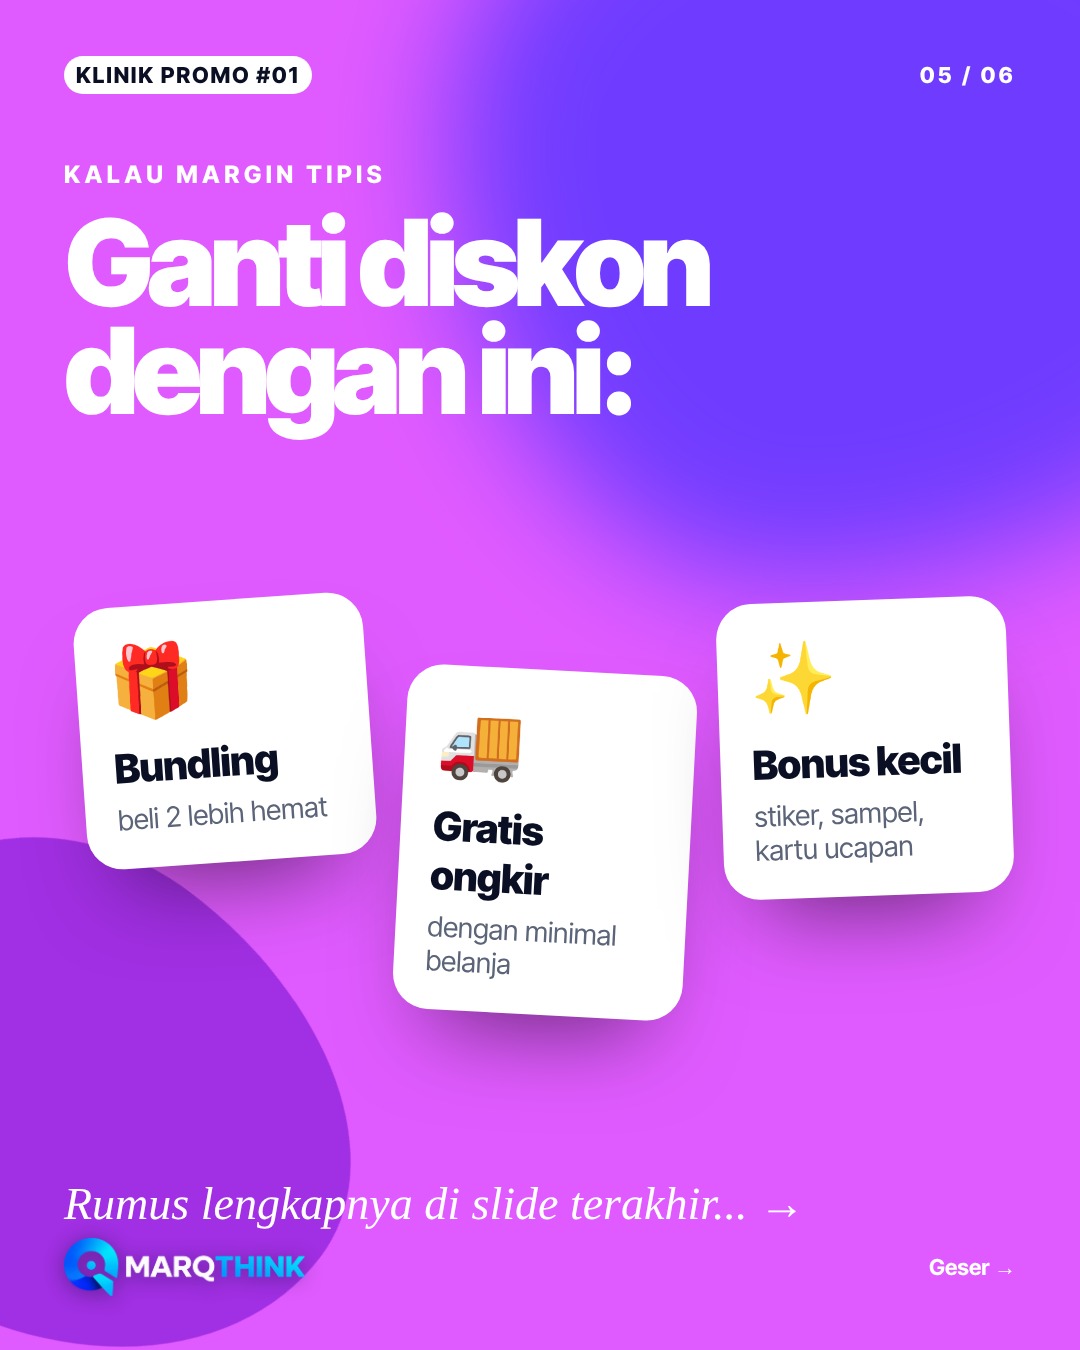 KLINIK PROMO #01
05 / 06
KALAU MARGIN TIPIS
Ganti diskon
dengan ini:
Bundling
beli 2 lebih hemat
Gratis
ongkir
dengan minimal
belanja
Bonus kecil
stiker, sampel,
kartu ucapan
Rumus lengkapnya di slide terakhir... →
MARQTHINK
Geser →